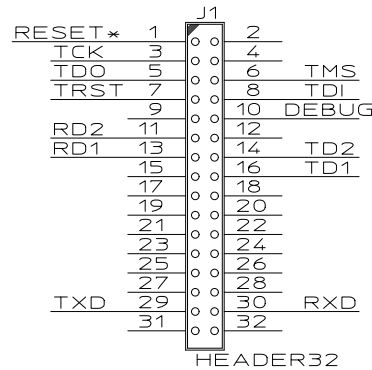 J1
RESET* 1 2
TCK 3 4
TDO 5 6 TMS
TRST 7 8 TDI
9 10 DEBUG
RD2 11 12
RD1 13 14 TD2
15 16 TD1
17 18
19 20
21 22
23 24
25 26
27 28
TXD 29 30 RXD
31 32
HEADER32